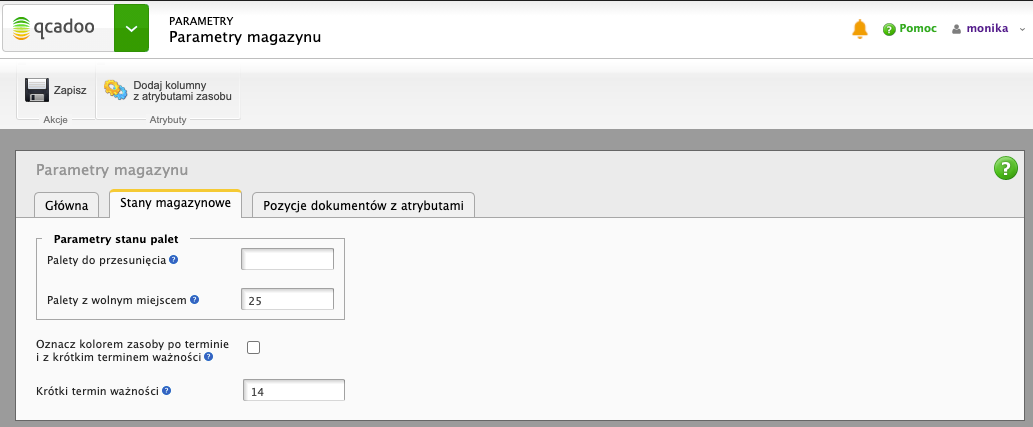 qcadoo
PARAMETRY
Parametry magazynu
Pomoc
monika
Zapisz
Dodaj kolumny
z atrybutami zasobu
Akcje
Atrybuty
Parametry magazynu
Główna
Stany magazynowe
Pozycje dokumentów z atrybutami
Parametry stanu palet
Palety do przesunięcia
Palety z wolnym miejscem
25
Oznacz kolorem zasoby po terminie
i z krótkim terminem ważności
Krótki termin ważności
14